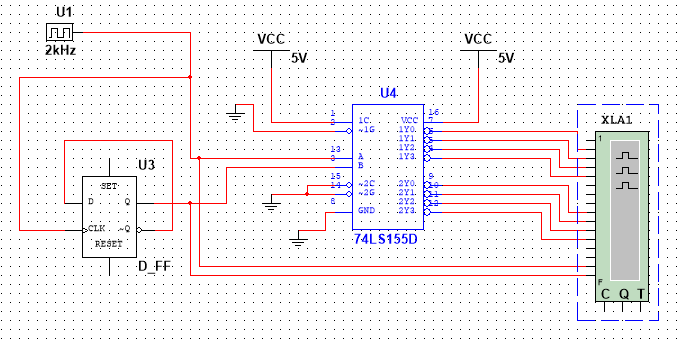 U1
2kHz
VCC
5V
VCC
5V
U4
1
2
1C
~1G
13
3
A
B
15
14
~2C
~2G
8
GND
16
VCC
7
1Y0
6
1Y1
5
1Y2
4
1Y3
9
2Y0
10
2Y1
11
2Y2
12
2Y3
74LS155D
U3
SET
D
Q
CLK
~Q
RESET
D_FF
XLA1
1
F
C Q T